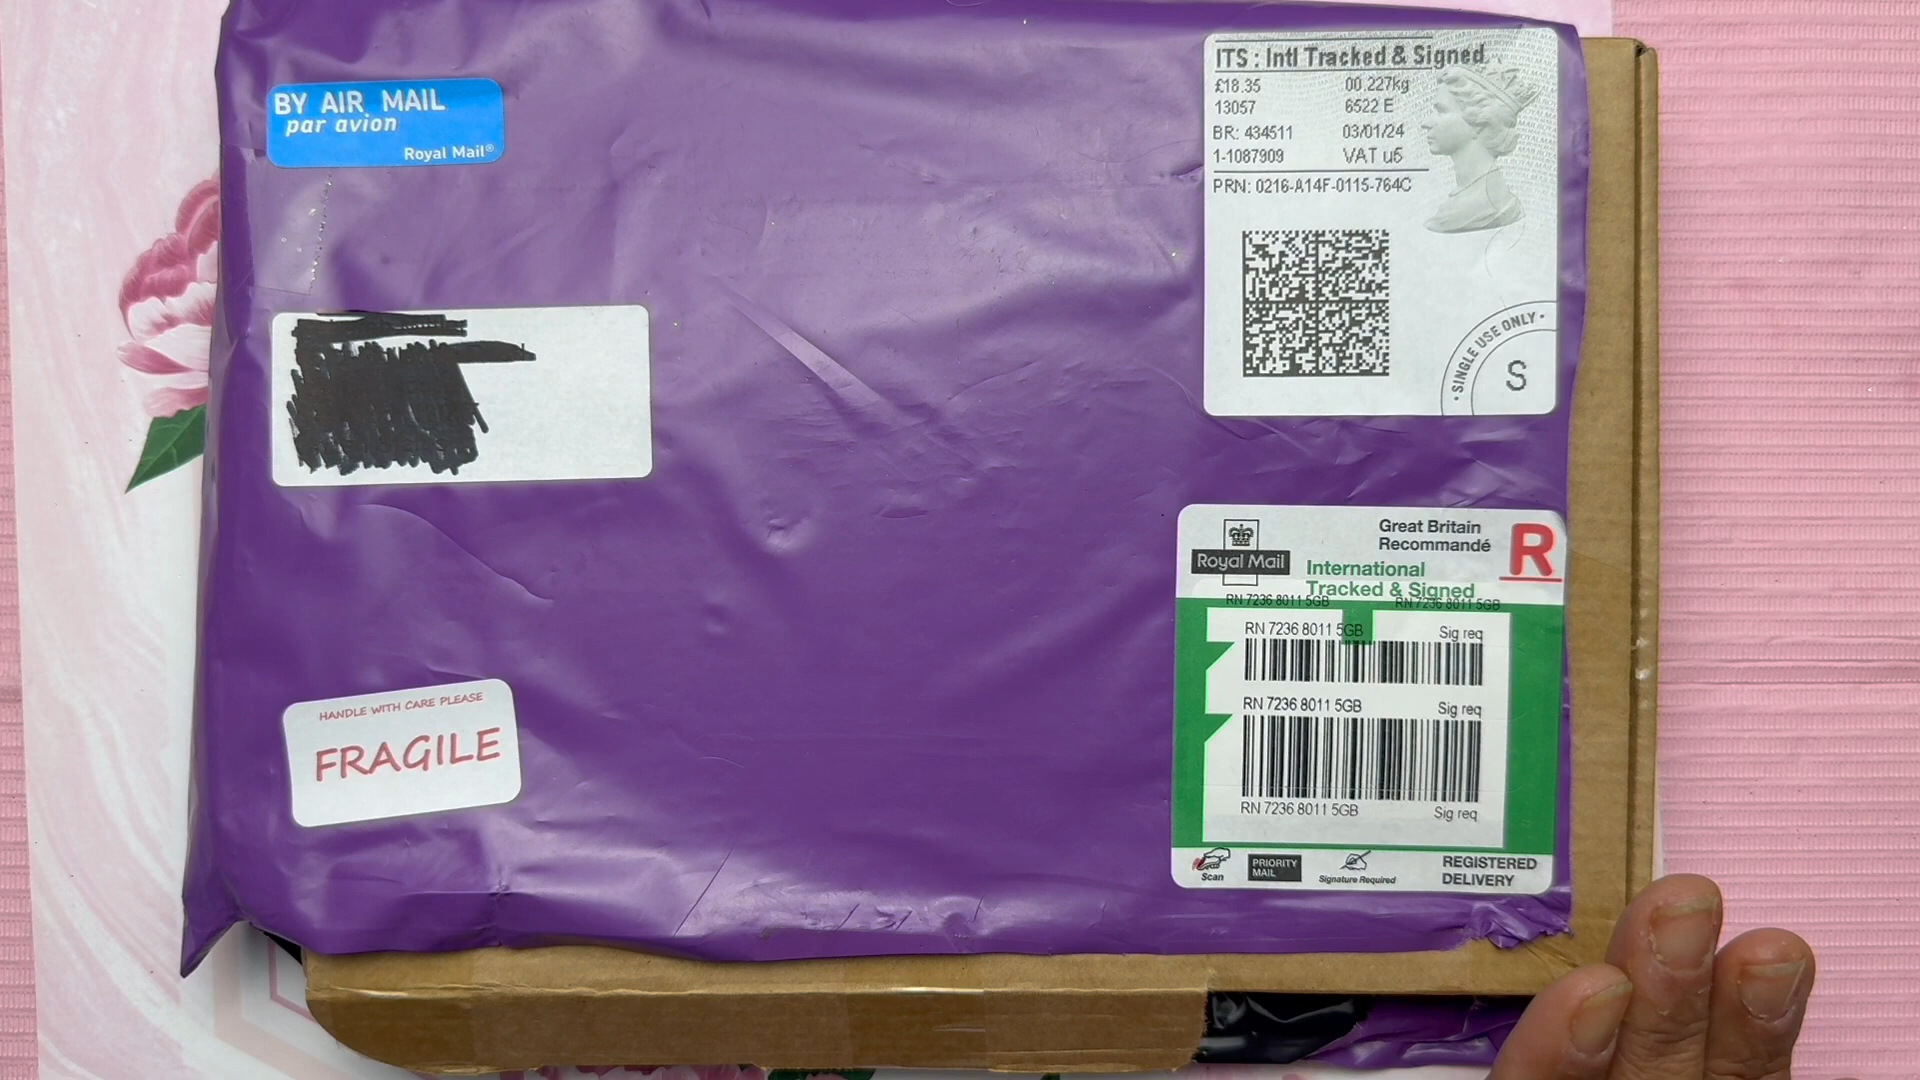 BY AIR MAIL
par avion
Royal Mail®
ITS : Intl Tracked & Signed
£18.35 00.227kg
13057 6522 E
BR: 434511 03/01/24
1-1087909 VAT u6
PRN: 0216-A14F-0115-764C
• SINGLE USE ONLY •
S
HANDLE WITH CARE PLEASE
FRAGILE
Great Britain
Recommandé
R
Royal Mail
International
Tracked & Signed
RN 7236 8011 5GB RN 7236 8011 5GB
RN 7236 8011 5GB Sig req
RN 7236 8011 5GB Sig req
RN 7236 8011 5GB Sig req
Scan
PRIORITY
MAIL
Signature Required
REGISTERED
DELIVERY